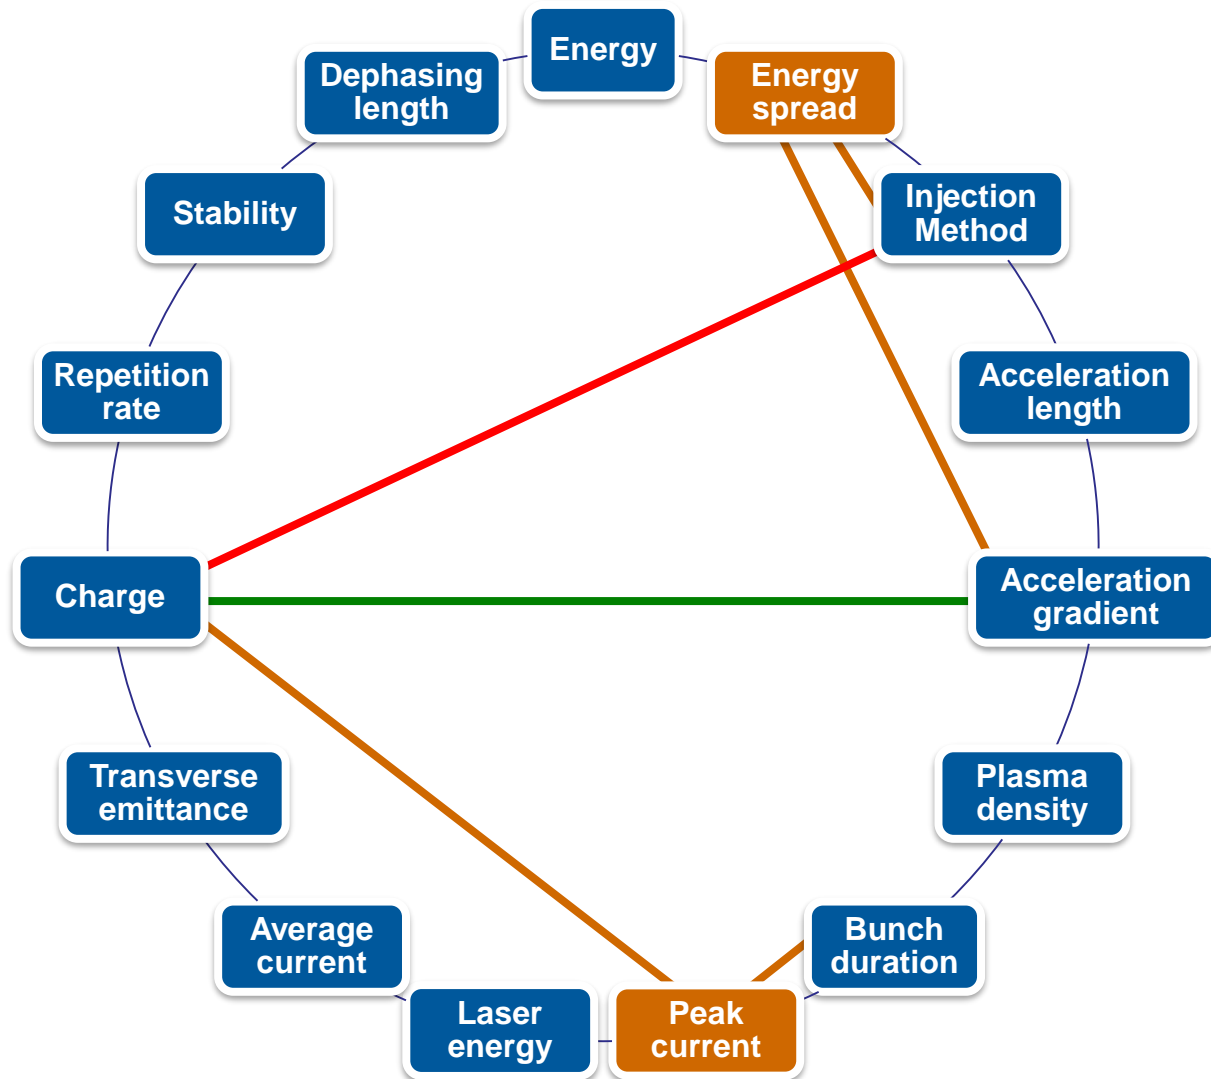 Energy
Energy
spread
Injection
Method
Acceleration
length
Acceleration
gradient
Plasma
density
Bunch
duration
Peak
current
Laser
energy
Average
current
Transverse
emittance
Charge
Repetition
rate
Stability
Dephasing
length